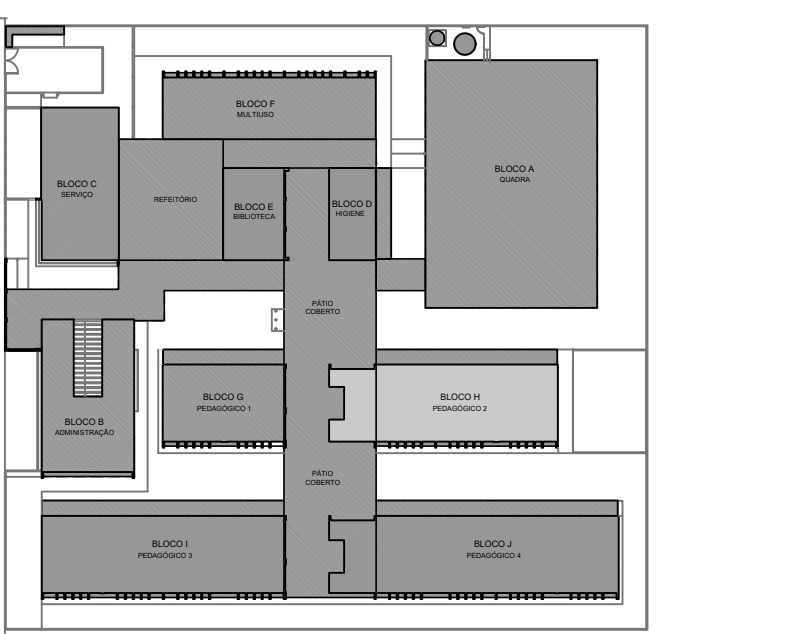 BLOCO F
MULTIUSO
BLOCO A
QUADRA
BLOCO C
SERVIÇO
REFEITÓRIO
BLOCO E
BIBLIOTECA
BLOCO D
HIGIENE
PÁTIO
COBERTO
BLOCO G
PEDAGÓGICO 1
BLOCO H
PEDAGÓGICO 2
BLOCO B
ADMINISTRAÇÃO
PÁTIO
COBERTO
BLOCO I
PEDAGÓGICO 3
BLOCO J
PEDAGÓGICO 4